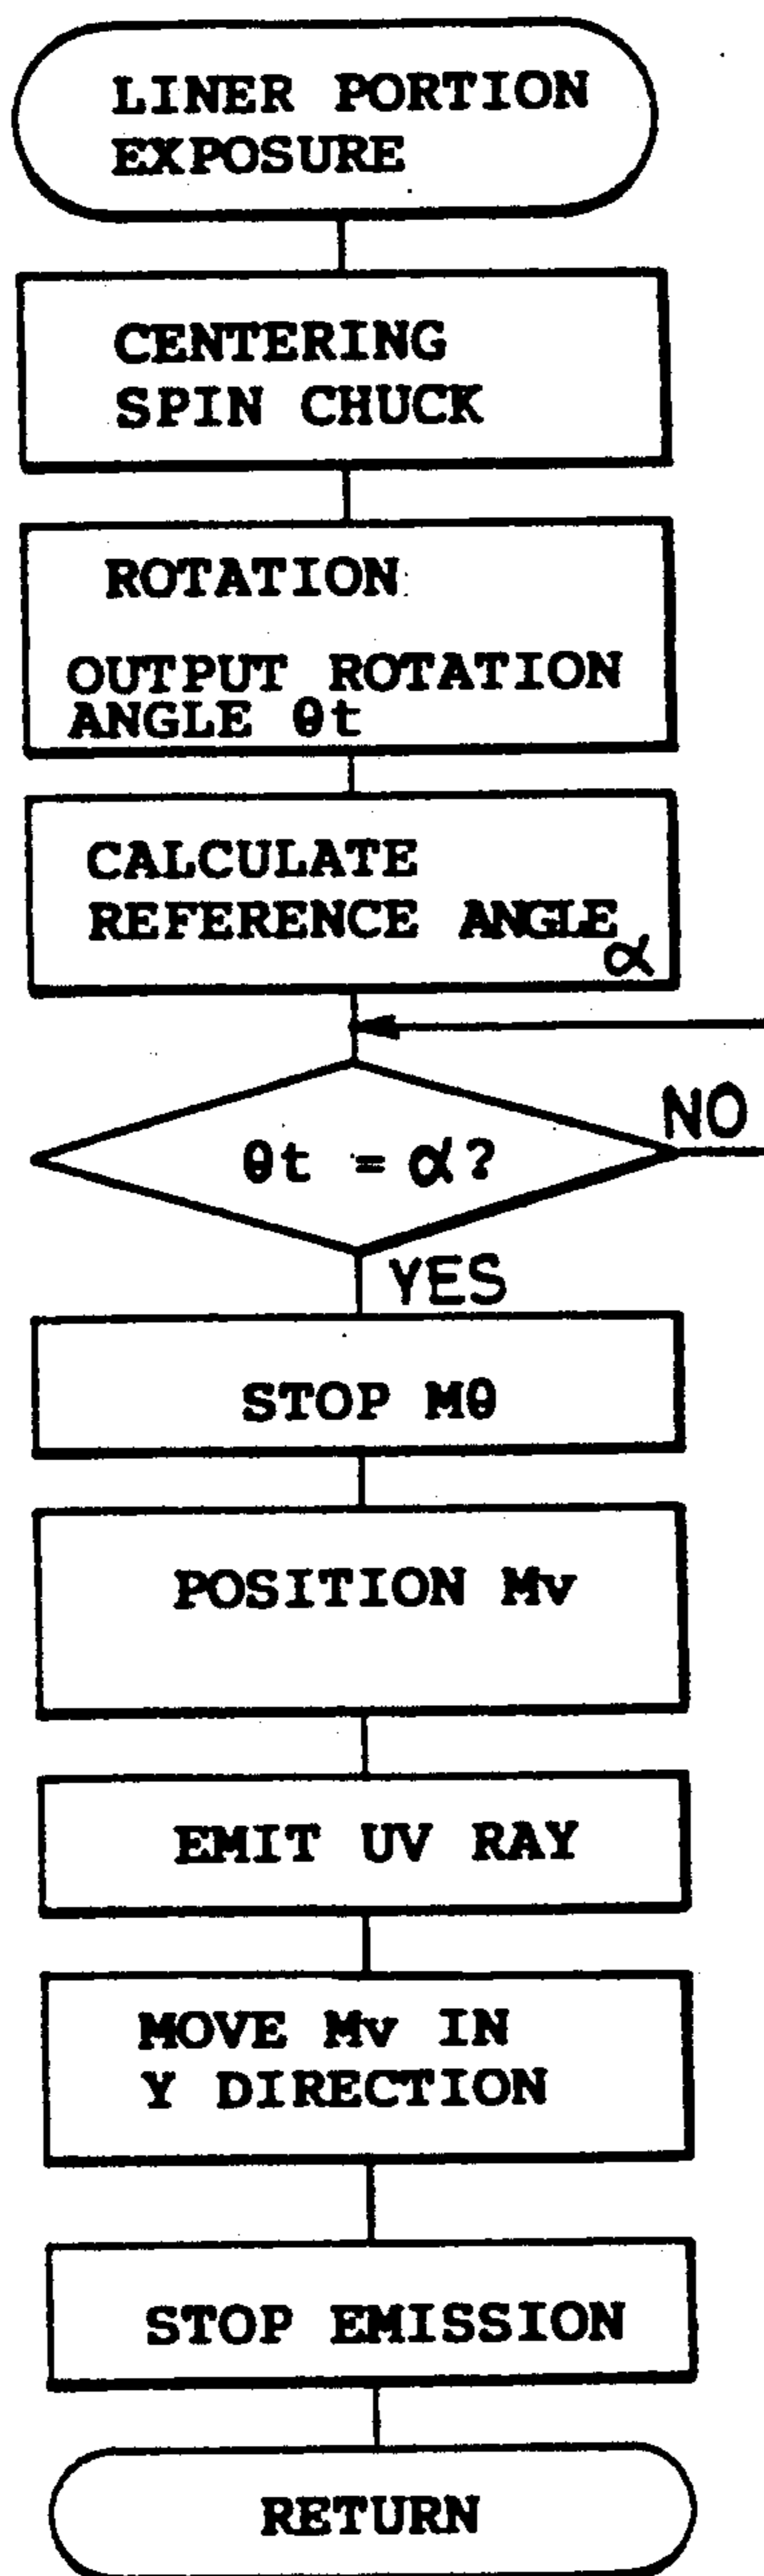 LINER PORTION
EXPOSURE
CENTERING
SPIN CHUCK
ROTATION
OUTPUT ROTATION
ANGLE θt
CALCULATE
REFERENCE ANGLE α
θt = α?
NO
YES
STOP Mθ
POSITION Mv
EMIT UV RAY
MOVE Mv IN
Y DIRECTION
STOP EMISSION
RETURN